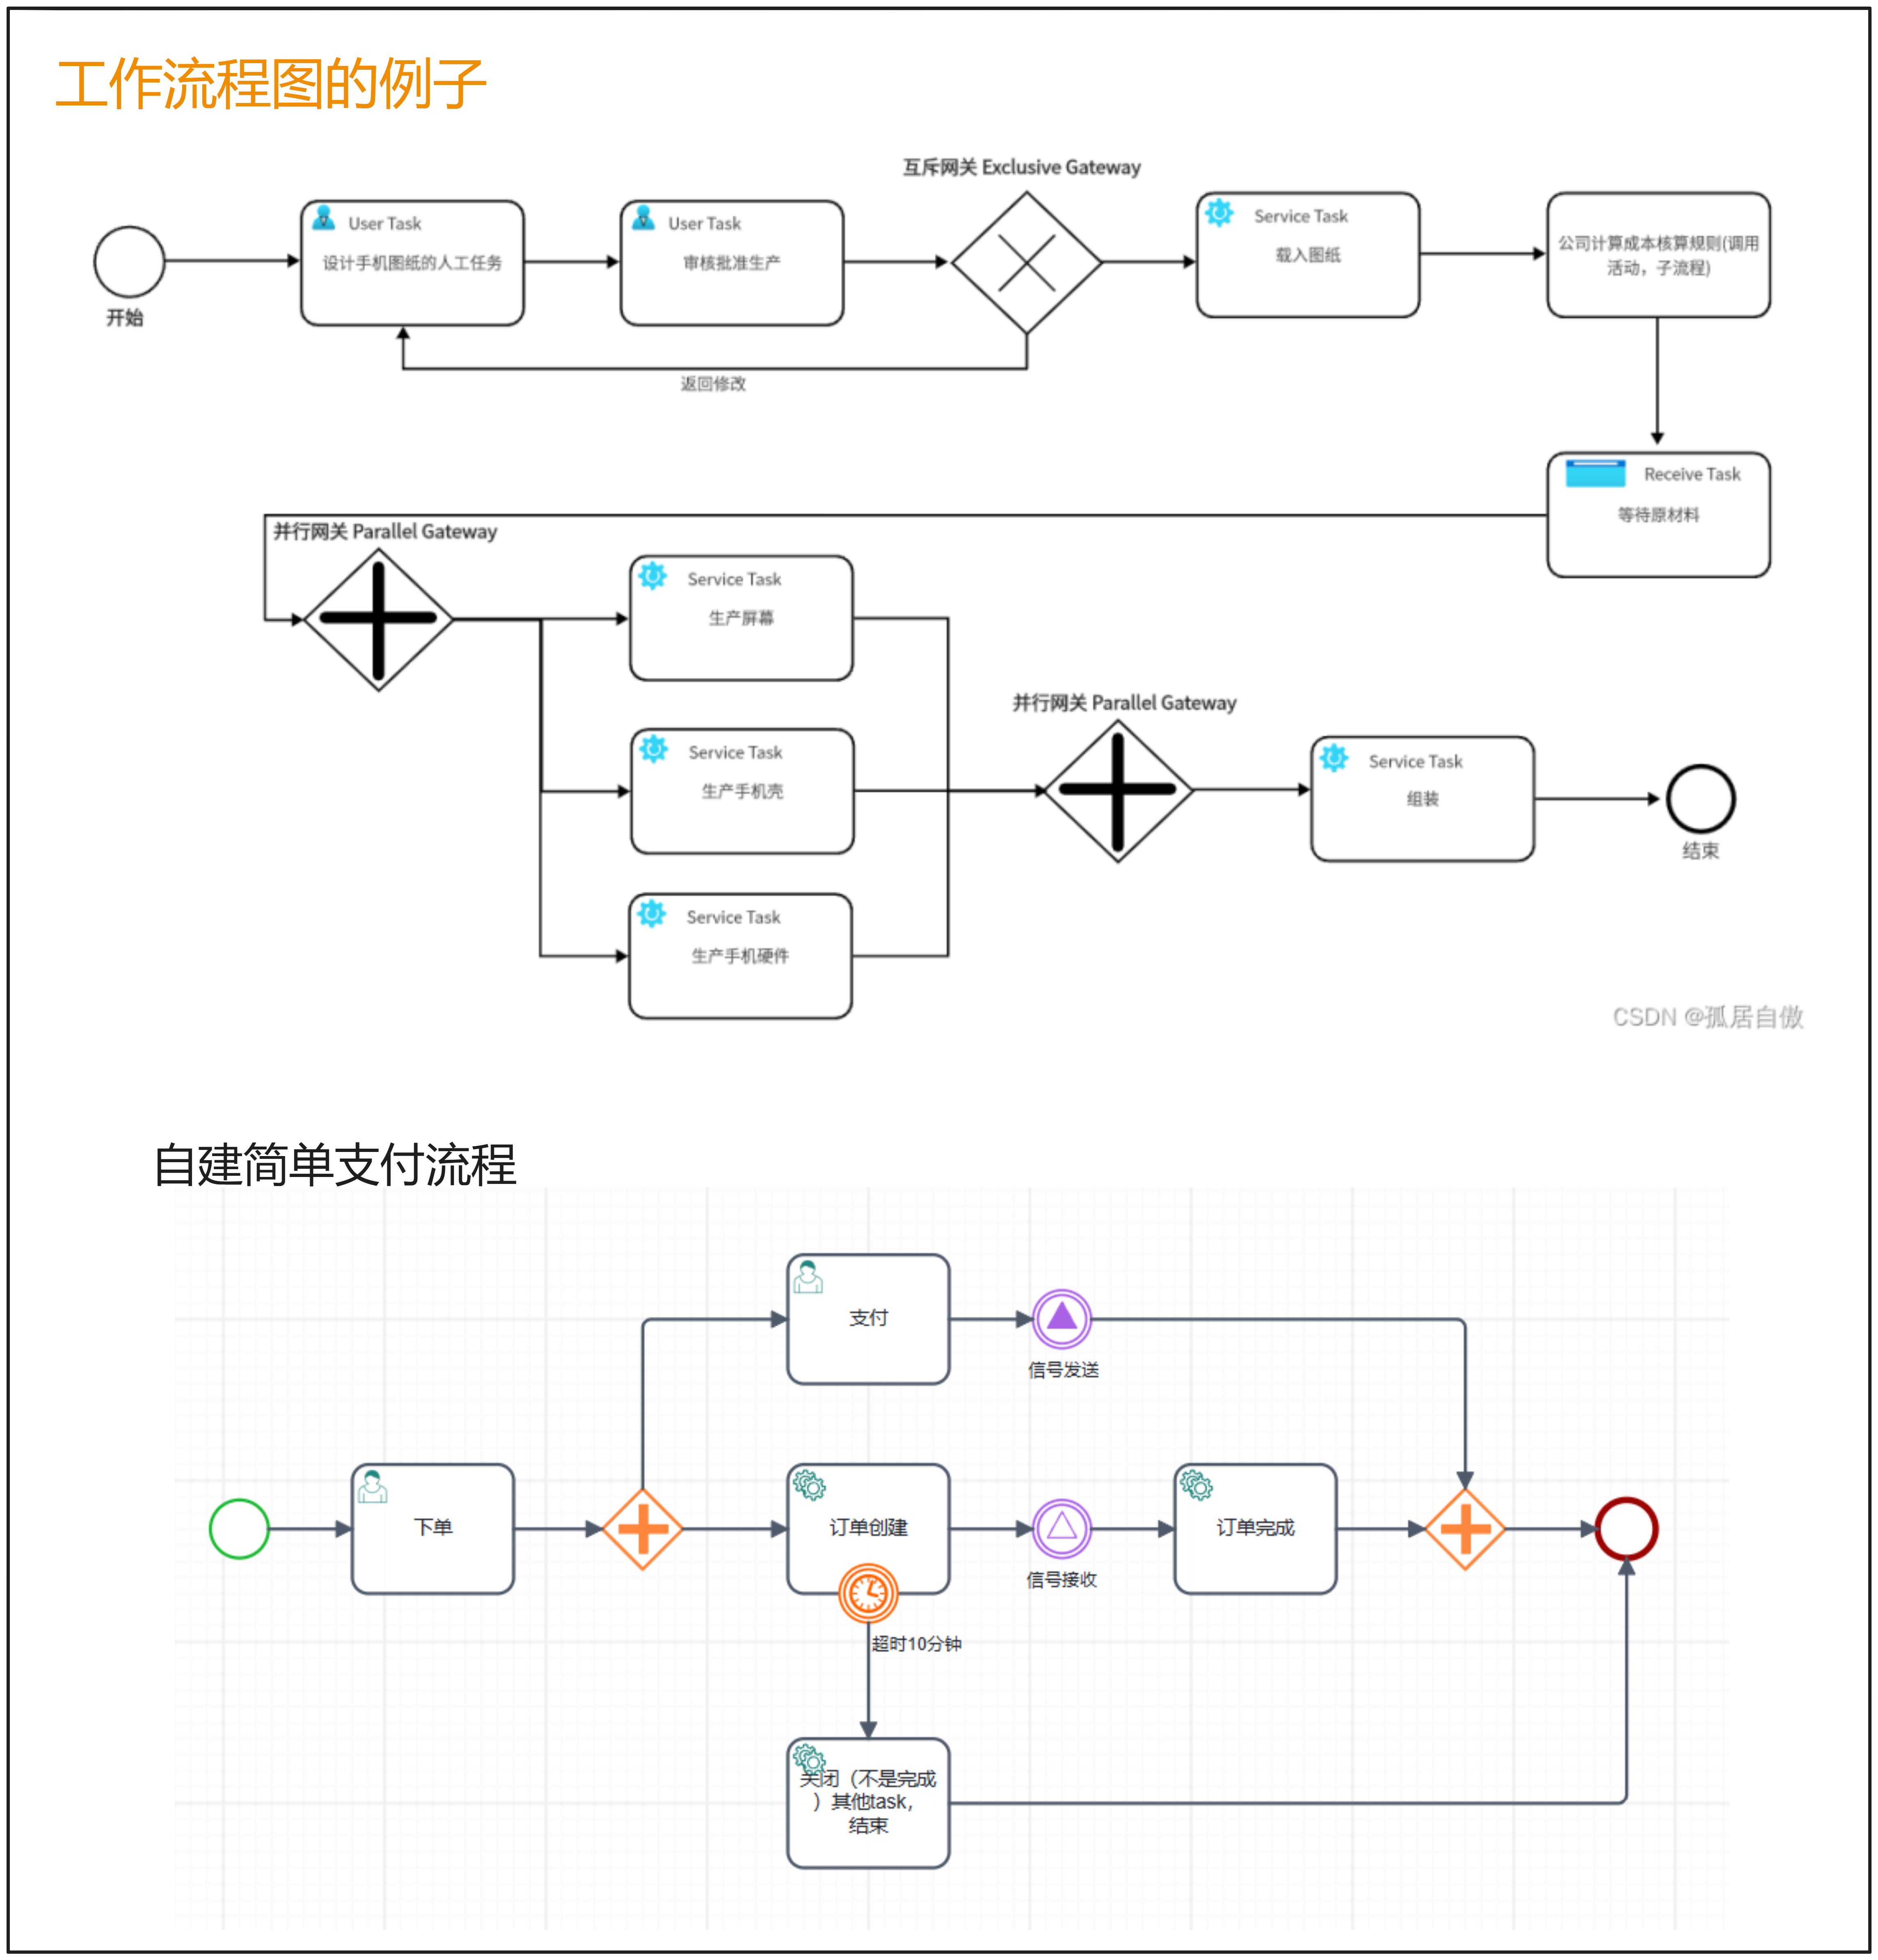 工作流程图的例子
互斥网关 Exclusive Gateway
User Task
设计手机图纸的人工任务
User Task
审核批准生产
Service Task
载入图纸
公司计算成本核算规则(调用
活动，子流程)
开始
返回修改
Receive Task
等待原材料
并行网关 Parallel Gateway
Service Task
生产屏幕
并行网关 Parallel Gateway
Service Task
生产手机壳
Service Task
组装
结束
Service Task
生产手机硬件
CSDN @孤居自傲
自建简单支付流程
支付
信号发送
下单
订单创建
订单完成
信号接收
超时10分钟
关闭（不是完成
）其他task，
结束